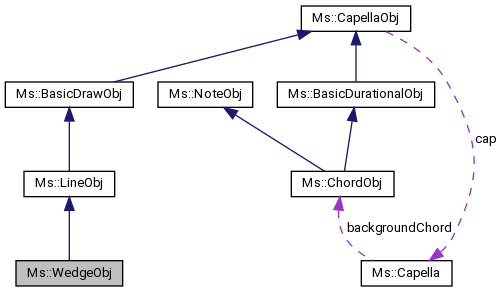 Ms::CapellaObj
Ms::BasicDrawObj
Ms::NoteObj
Ms::BasicDurationalObj
cap
Ms::LineObj
Ms::ChordObj
backgroundChord
Ms::WedgeObj
Ms::Capella